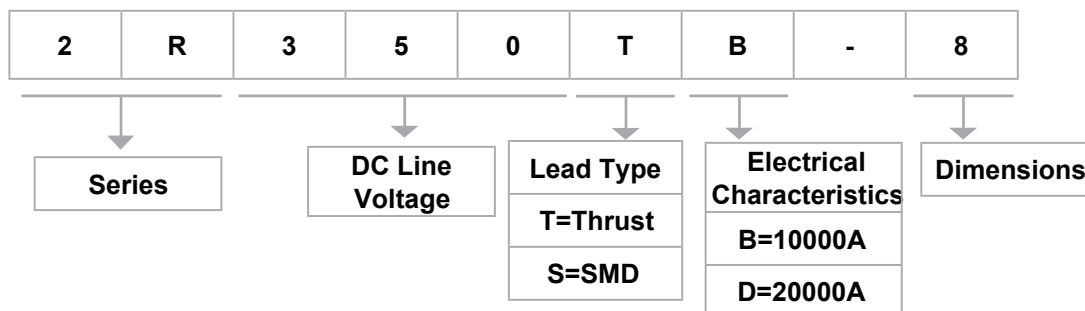 2 R 3 5 0 T B - 8
Series
DC Line
Voltage
Lead Type
T=Thrust
S=SMD
Electrical
Characteristics
B=10000A
D=20000A
Dimensions